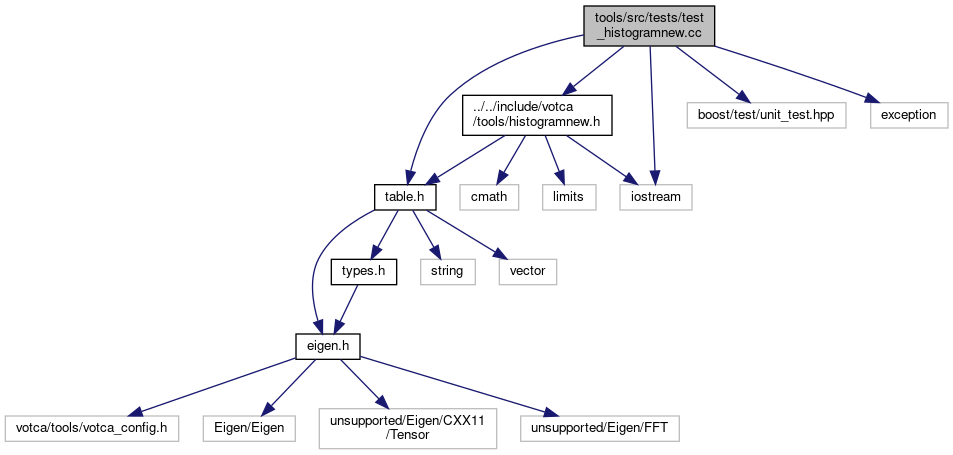 tools/src/tests/test
_histogramnew.cc
../../include/votca
/tools/histogramnew.h
boost/test/unit_test.hpp
exception
table.h
cmath
limits
iostream
types.h
string
vector
eigen.h
votca/tools/votca_config.h
Eigen/Eigen
unsupported/Eigen/CXX11
/Tensor
unsupported/Eigen/FFT